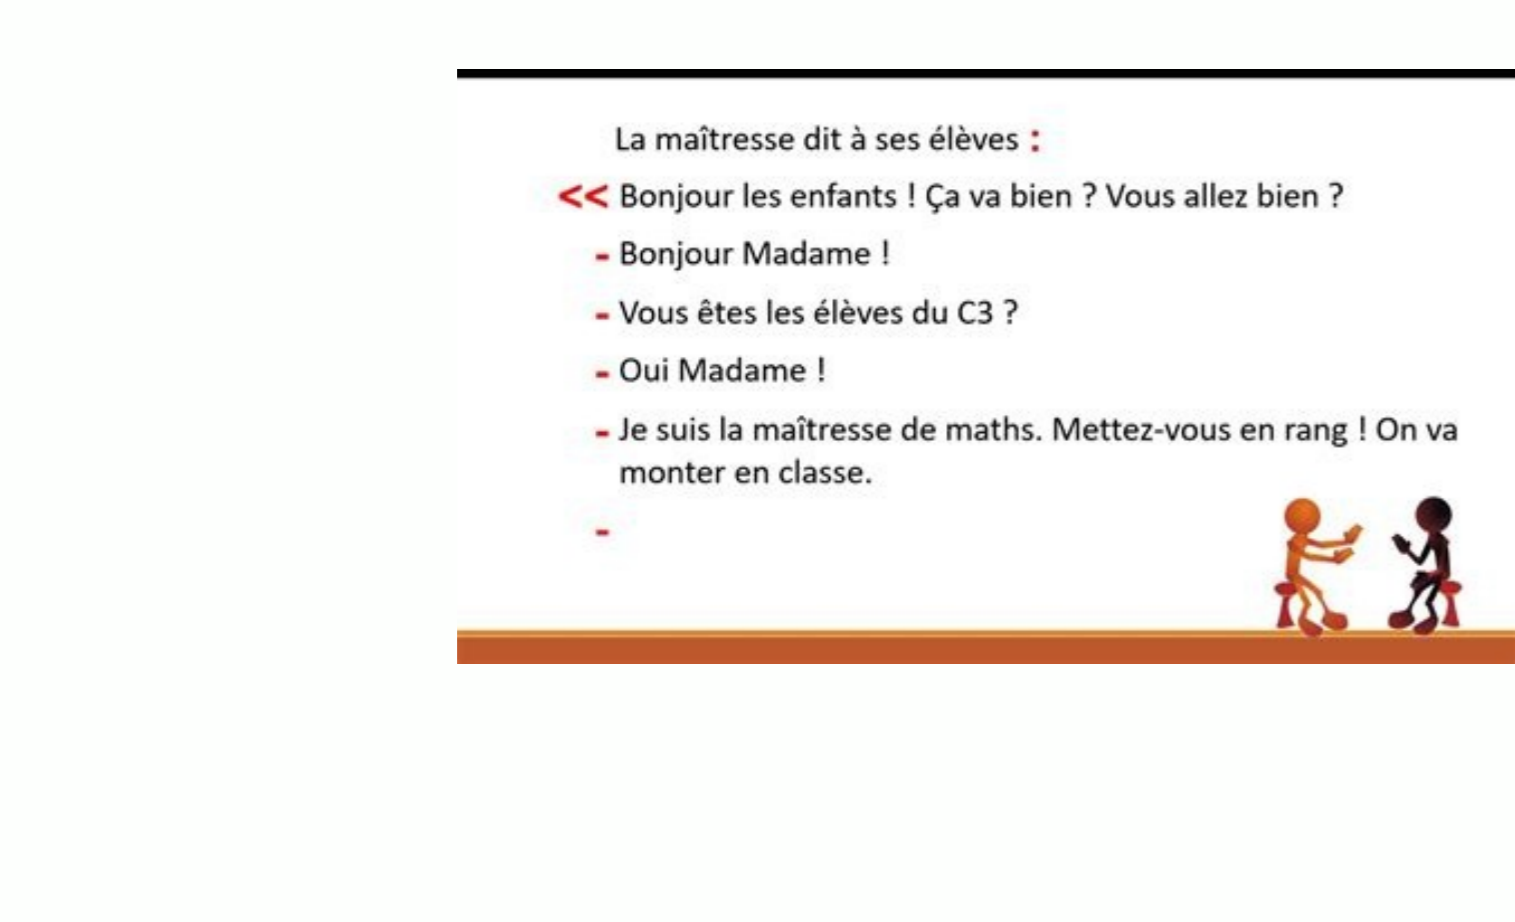 La maîtresse dit à ses élèves :
<< Bonjour les enfants ! Ça va bien ? Vous allez bien ?
- Bonjour Madame !
- Vous êtes les élèves du C3 ?
- Oui Madame !
- Je suis la maîtresse de maths. Mettez-vous en rang ! On va
monter en classe.
-